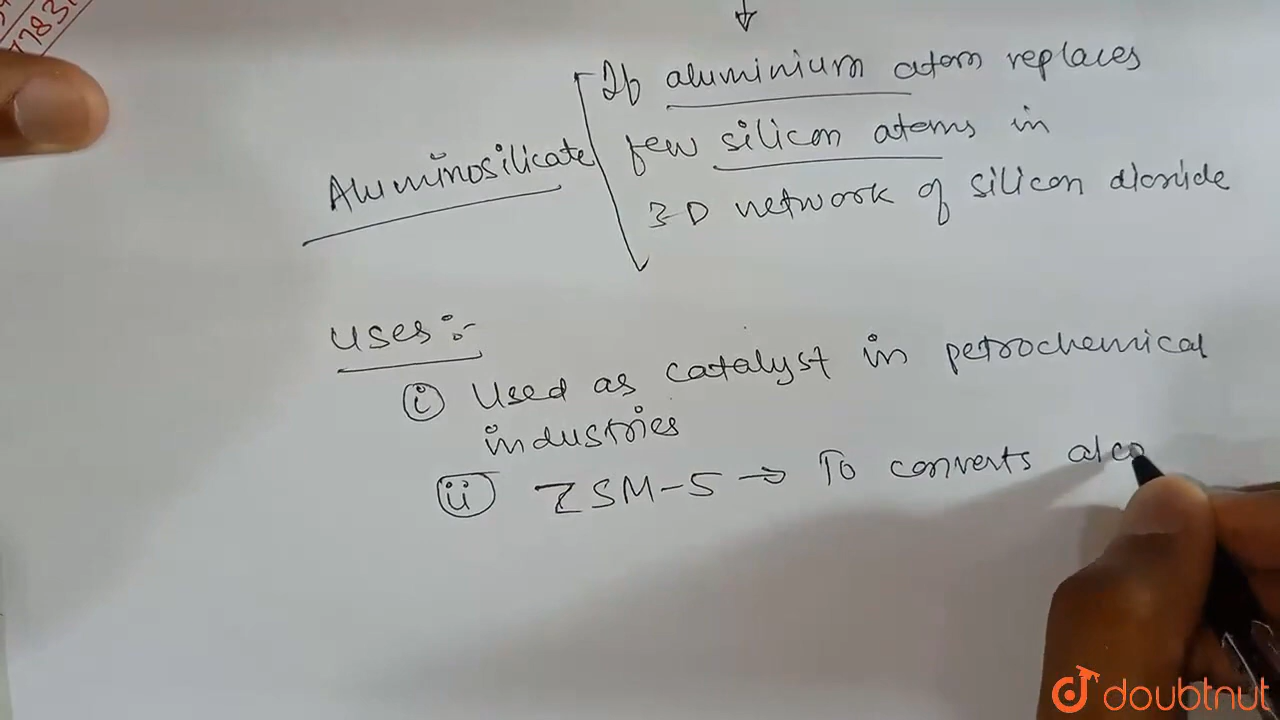 If aluminium atom replaces
Aluminosilicate few silicon atoms in
3-D network of silicon dioxide
Uses:-
(i) Used as catalyst in petrochemical
industries
(ii) ZSM-5 → To converts alco
doubtnut